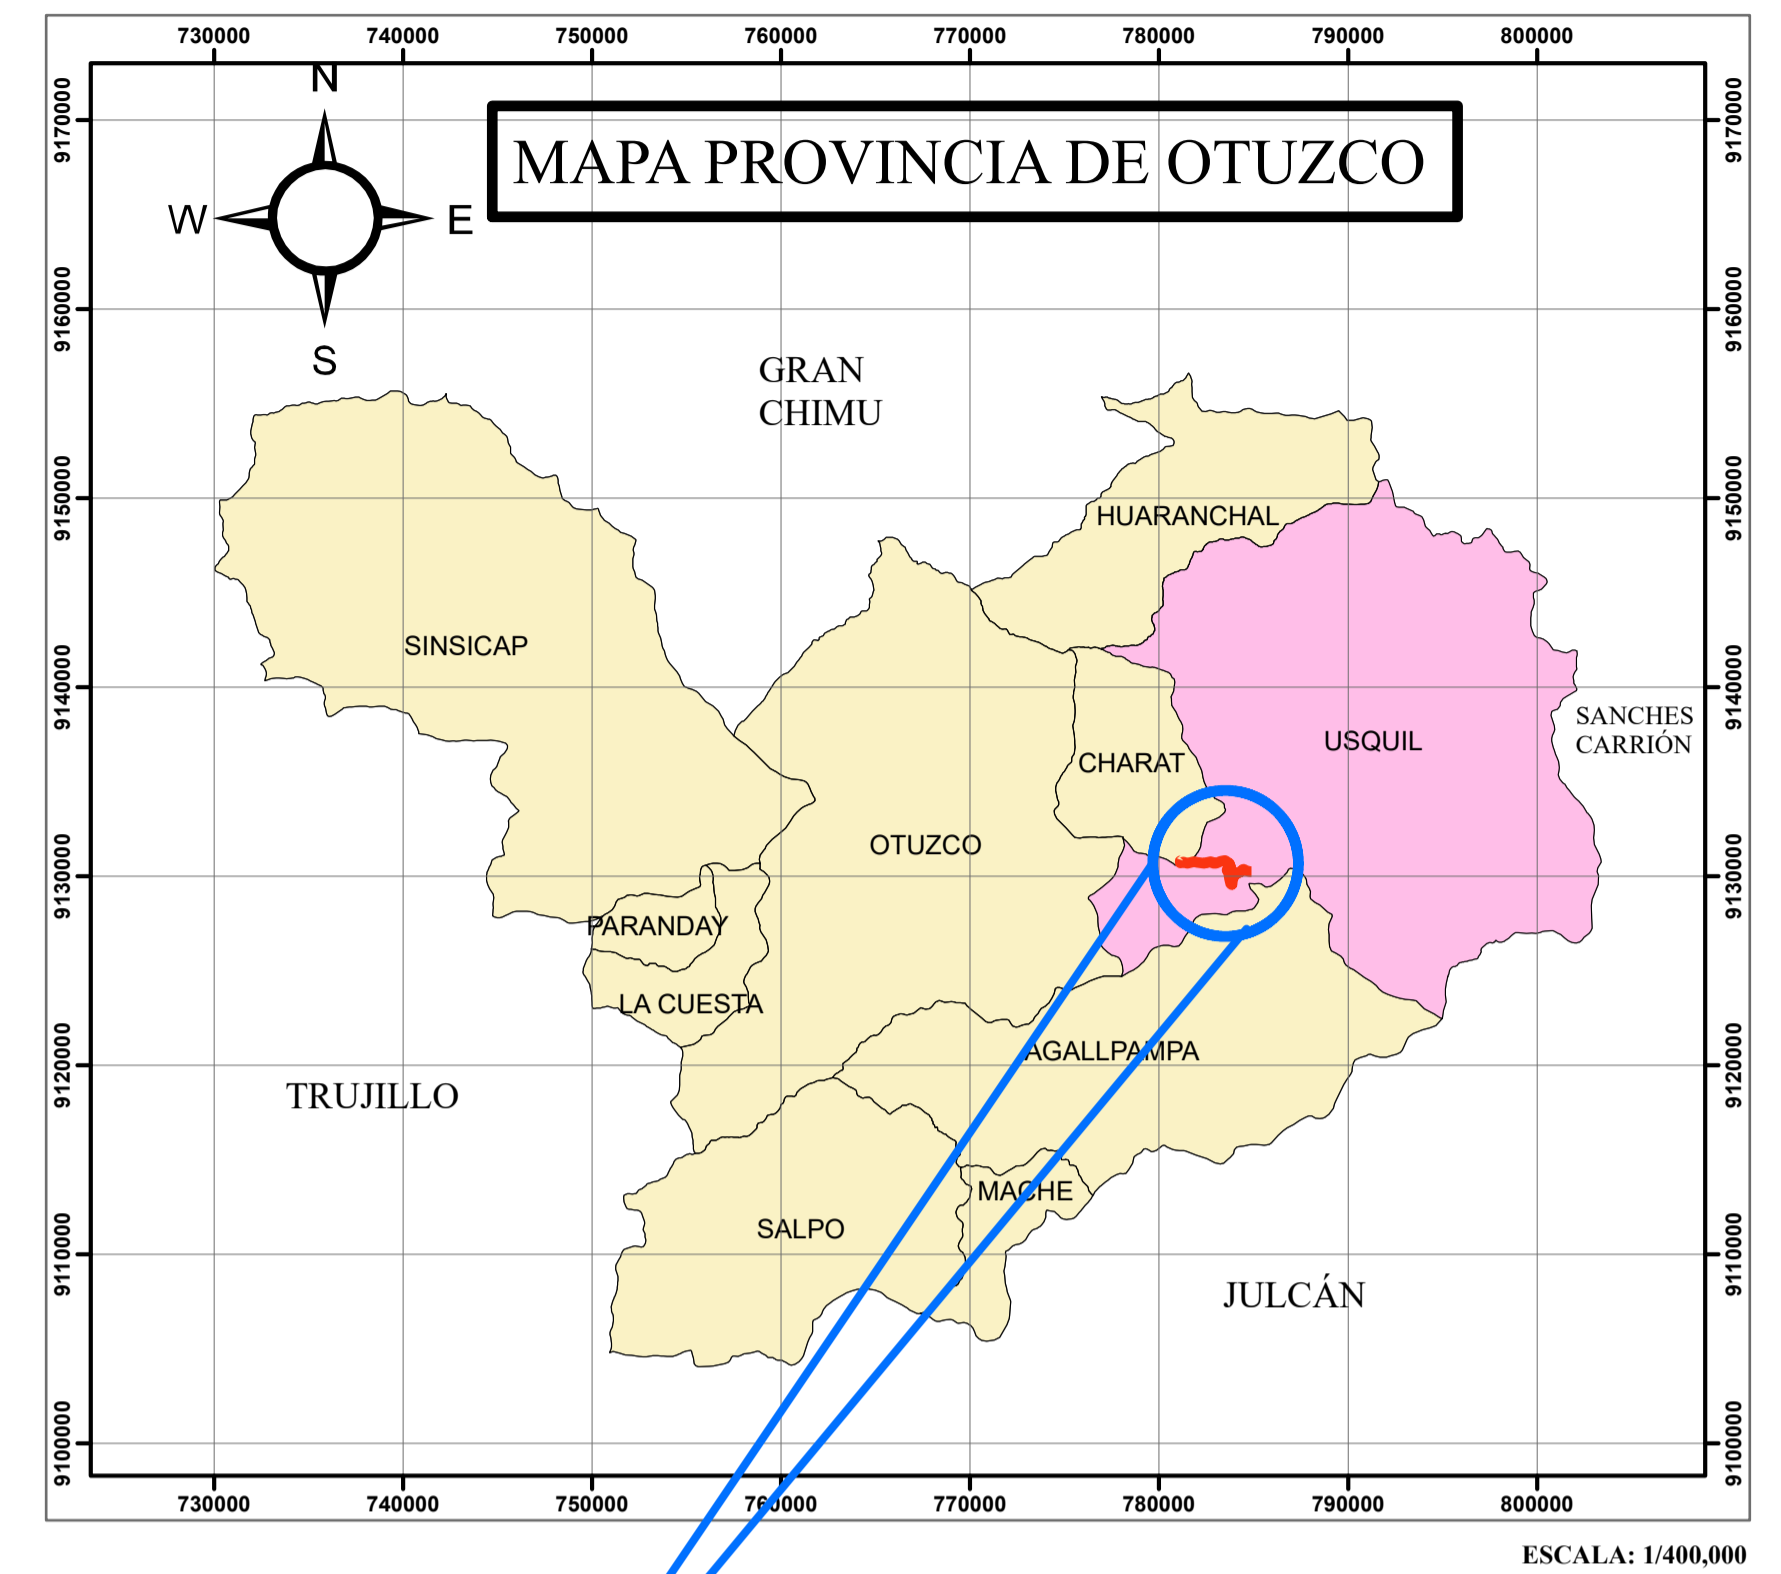 730000 740000 750000 760000 770000 780000 790000 800000
N
W E
S
MAPA PROVINCIA DE OTUZCO
9170000 9170000
9160000 9160000
GRAN
CHIMU
9150000 9150000
HUARANCHAL
SINSICAP
9140000 9140000
SANCHES
CARRIÓN
USQUIL
CHARAT
OTUZCO
9130000 9130000
PARANDAY
LA CUESTA
AGALLPAMPA
9120000 9120000
TRUJILLO
MACHE
SALPO
9110000 9110000
JULCÁN
9100000 9100000
730000 740000 750000 760000 770000 780000 790000 800000
ESCALA: 1/400,000